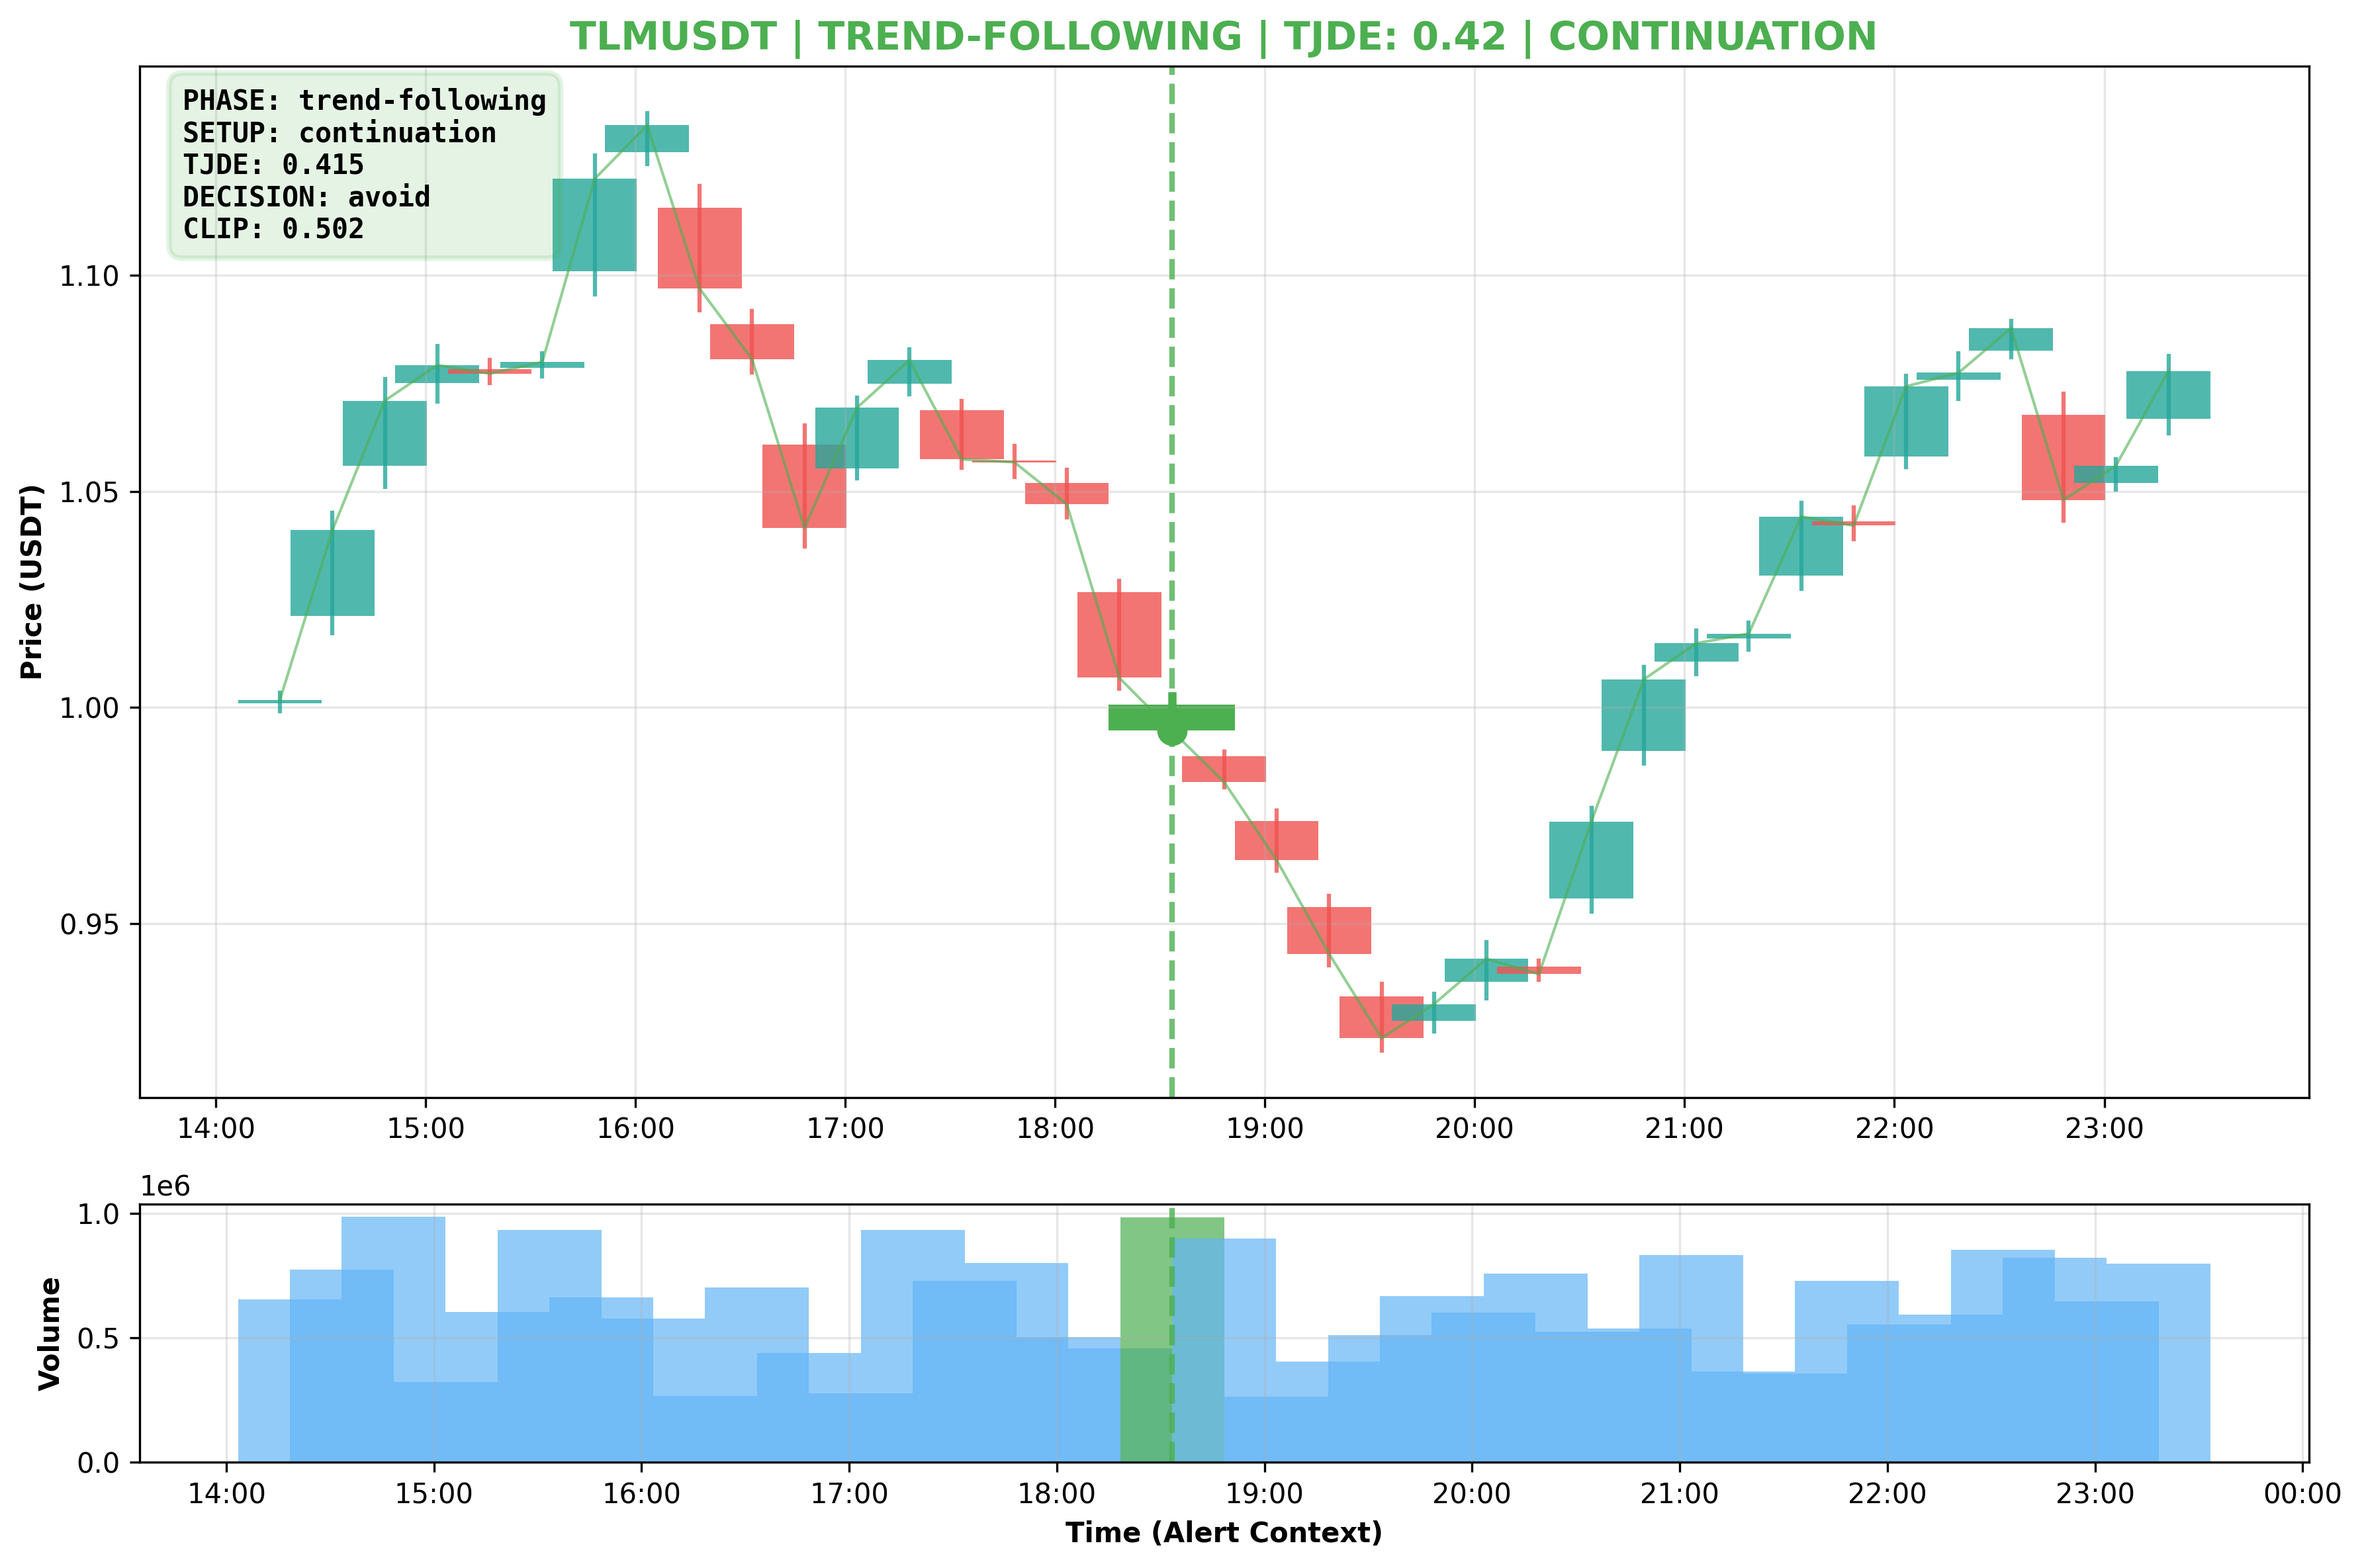 TLMUSDT | TREND-FOLLOWING | TJDE: 0.42 | CONTINUATION
PHASE: trend-following
SETUP: continuation
TJDE: 0.415
DECISION: avoid
CLIP: 0.502
Price (USDT)
1.10
1.05
1.00
0.95
14:00 15:00 16:00 17:00 18:00 19:00 20:00 21:00 22:00 23:00
1e6
Volume
1.0
0.5
0.0
14:00 15:00 16:00 17:00 18:00 19:00 20:00 21:00 22:00 23:00 00:00
Time (Alert Context)